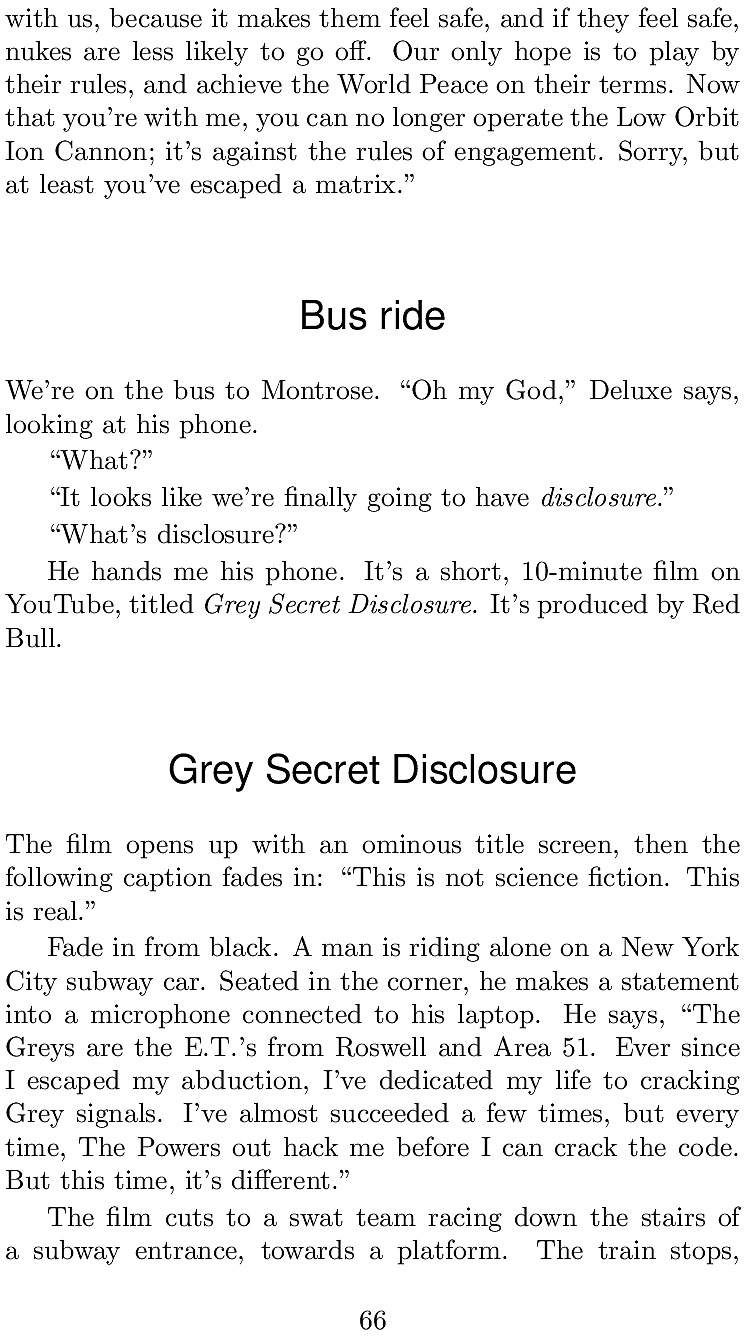 with us, because it makes them feel safe, and if they feel safe,
nukes are less likely to go off. Our only hope is to play by
their rules, and achieve the World Peace on their terms. Now
that you're with me, you can no longer operate the Low Orbit
Ion Cannon; it's against the rules of engagement. Sorry, but
at least you've escaped a matrix.”
Bus ride
We're on the bus to Montrose. “Oh my God,” Deluxe says,
looking at his phone.
“What?”
“It looks like we're finally going to have disclosure.”
“What's disclosure?”
He hands me his phone. It's a short, 10-minute film on
YouTube, titled Grey Secret Disclosure. It's produced by Red
Bull.
Grey Secret Disclosure
The film opens up with an ominous title screen, then the
following caption fades in: “This is not science fiction. This
is real.”
Fade in from black. A man is riding alone on a New York
City subway car. Seated in the corner, he makes a statement
into a microphone connected to his laptop. He says, “The
Greys are the E.T.'s from Roswell and Area 51. Ever since
I escaped my abduction, I've dedicated my life to cracking
Grey signals. I've almost succeeded a few times, but every
time, The Powers out hack me before I can crack the code.
But this time, it's different.”
The film cuts to a swat team racing down the stairs of
a subway entrance, towards a platform. The train stops,
66